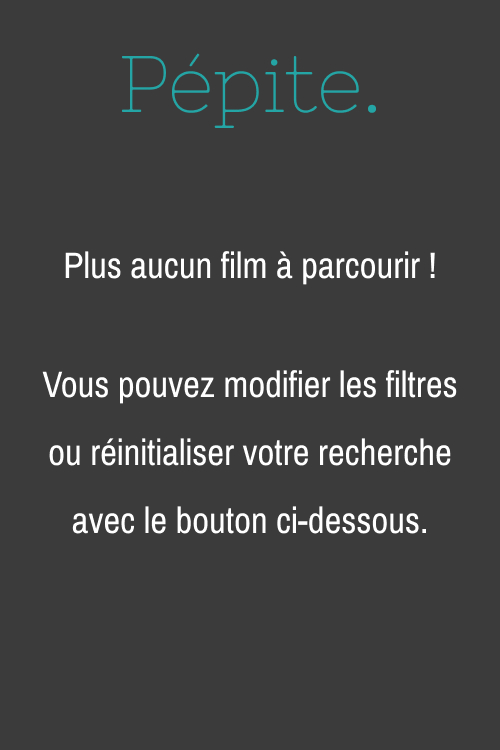 Pépite.
Plus aucun film à parcourir !
Vous pouvez modifier les filtres
ou réinitialiser votre recherche
avec le bouton ci-dessous.